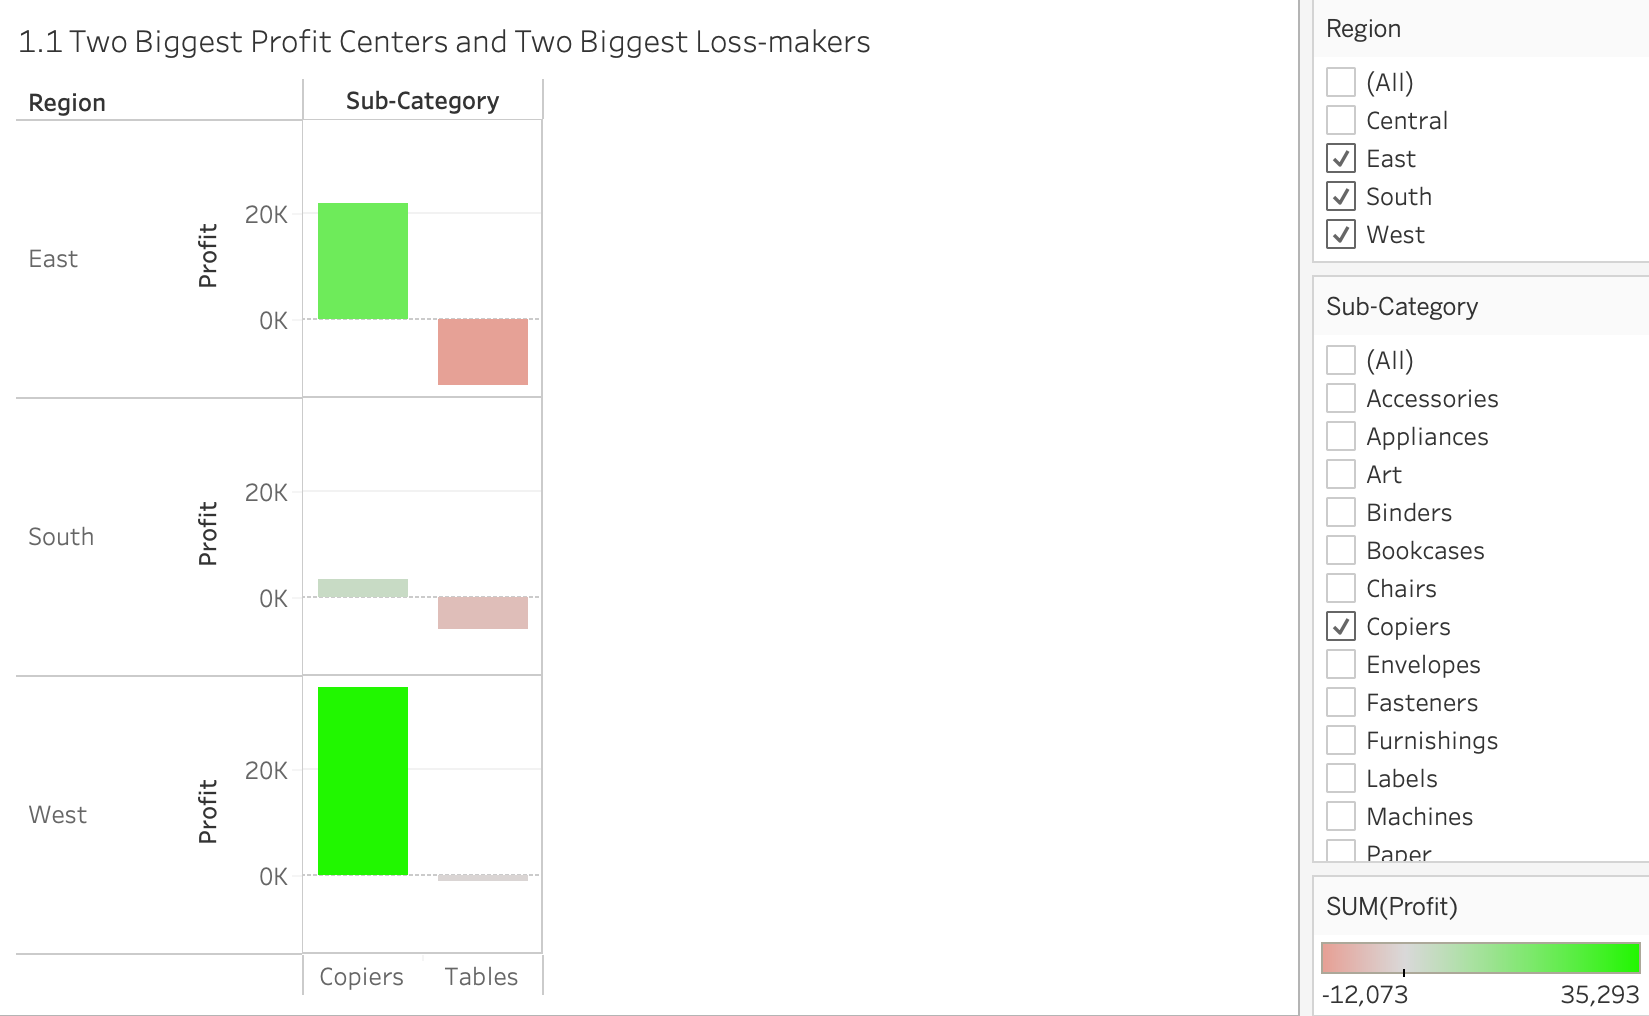 1.1 Two Biggest Profit Centers and Two Biggest Loss-makers
Region
Sub-Category
East
Profit
20K
0K
South
Profit
20K
0K
West
Profit
20K
0K
Copiers
Tables
Region
(All)
Central
East
South
West
Sub-Category
(All)
Accessories
Appliances
Art
Binders
Bookcases
Chairs
Copiers
Envelopes
Fasteners
Furnishings
Labels
Machines
Paper
SUM(Profit)
-12,073
35,293